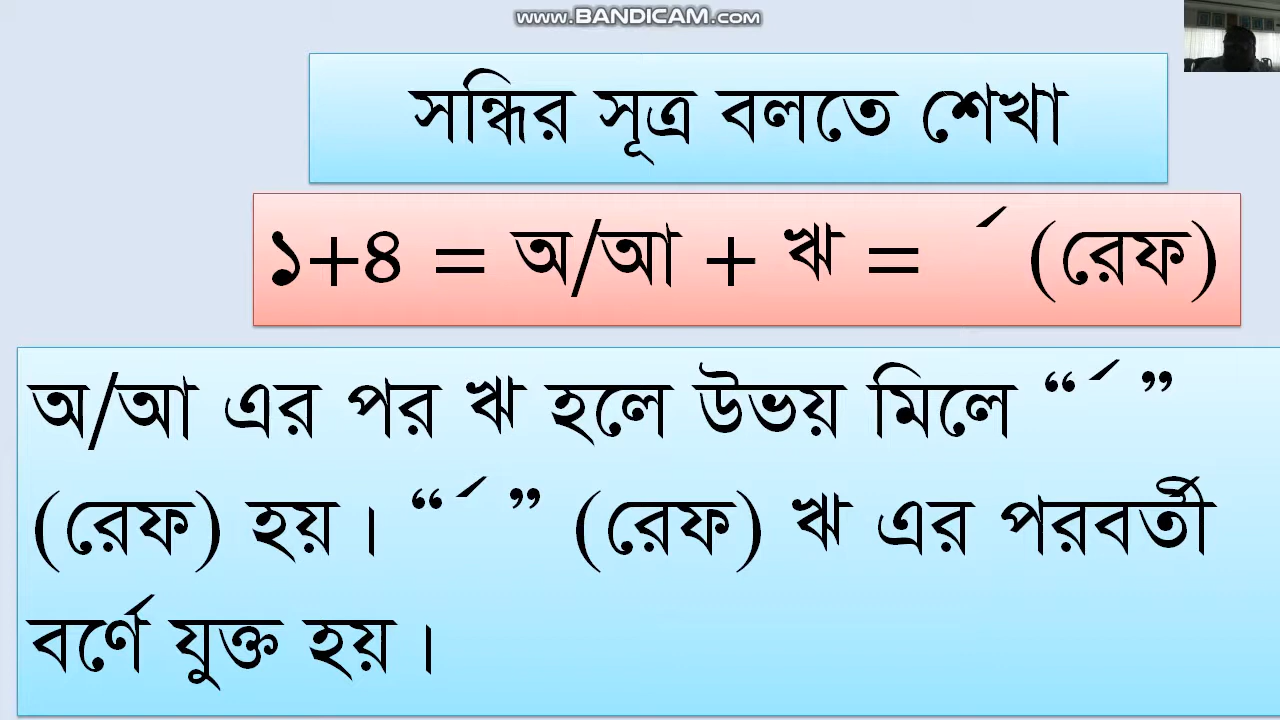 www.BANDICAM.com
সন্ধির সূত্র বলতে শেখা
১+৪ = অ/আ + ঋ = ´ (রেফ)
অ/আ এর পর ঋ হলে উভয় মিলে “ ´ ”
(রেফ) হয়। “ ´ ” (রেফ) ঋ এর পরবর্তী
বর্ণে যুক্ত হয়।